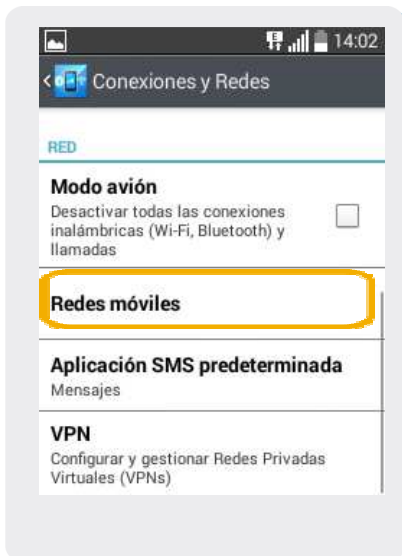 14:02
Conexiones y Redes
RED
Modo avión
Desactivar todas las conexiones
inalámbricas (Wi-Fi, Bluetooth) y
llamadas
Redes móviles
Aplicación SMS predeterminada
Mensajes
VPN
Configurar y gestionar Redes Privadas
Virtuales (VPNs)